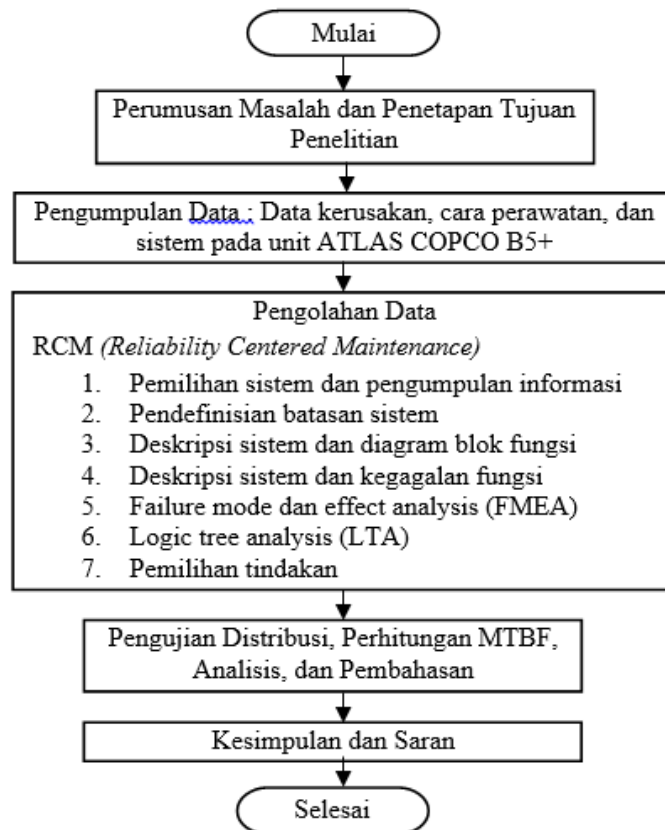 Mulai
Perumusan Masalah dan Penetapan Tujuan
Penelitian
Pengumpulan Data : Data kerusakan, cara perawatan, dan
sistem pada unit ATLAS COPCO B5+
Pengolahan Data
RCM (Reliability Centered Maintenance)
1. Pemilihan sistem dan pengumpulan informasi
2. Pendefinisian batasan sistem
3. Deskripsi sistem dan diagram blok fungsi
4. Deskripsi sistem dan kegagalan fungsi
5. Failure mode dan effect analysis (FMEA)
6. Logic tree analysis (LTA)
7. Pemilihan tindakan
Pengujian Distribusi, Perhitungan MTBF,
Analisis, dan Pembahasan
Kesimpulan dan Saran
Selesai